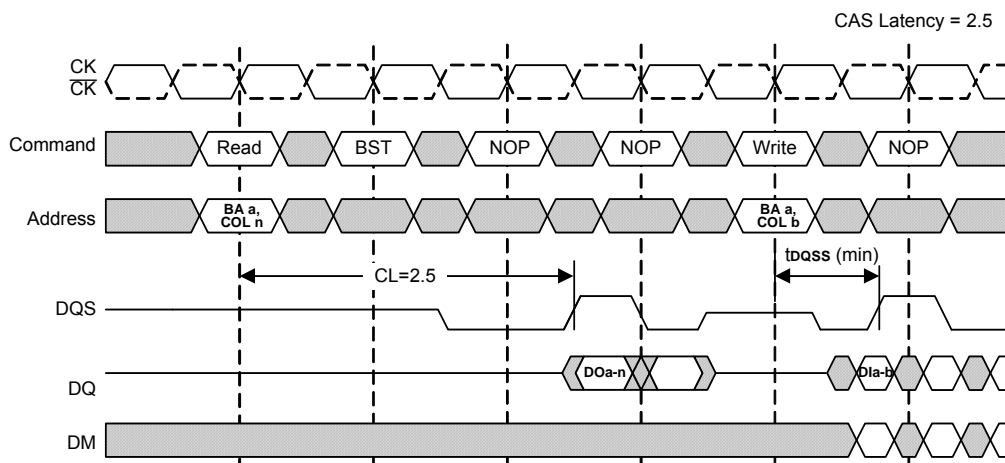 CAS Latency = 2.5
CK
CK
Command
Read
BST
NOP
NOP
Write
NOP
Address
BA a,
COL n
BA a,
COL b
CL=2.5
tDQSS (min)
DQS
DQ
DOa-n
DIa-b
DM